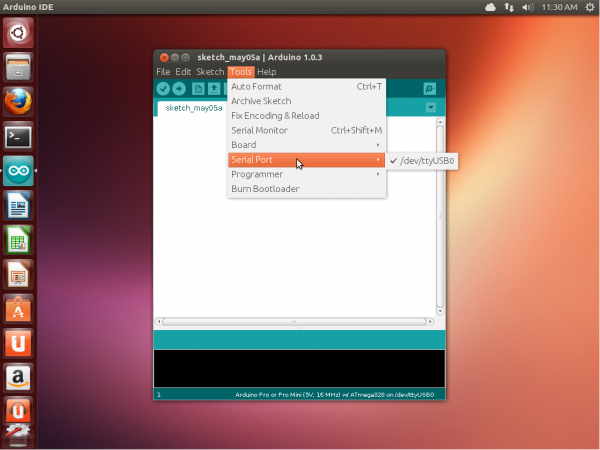 Arduino IDE
11:30 AM
sketch_may05a | Arduino 1.0.3
File Edit Sketch Tools Help
sketch_may05a
Auto Format Ctrl+T
Archive Sketch
Fix Encoding & Reload
Serial Monitor Ctrl+Shift+M
Board
Serial Port
/dev/ttyUSB0
Programmer
Burn Bootloader
1
Arduino Pro or Pro Mini (5V, 16 MHz) w/ ATmega328 on /dev/ttyUSB0